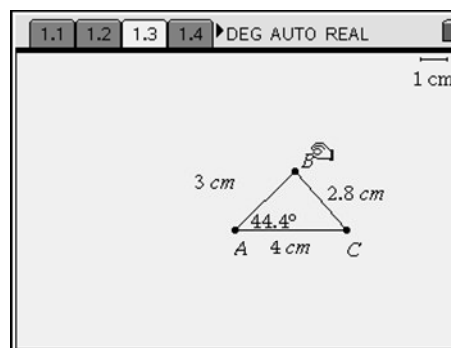 1.1 1.2 1.3 1.4 DEG AUTO REAL
1 cm
B
3 cm
2.8 cm
44.4°
A
4 cm
C